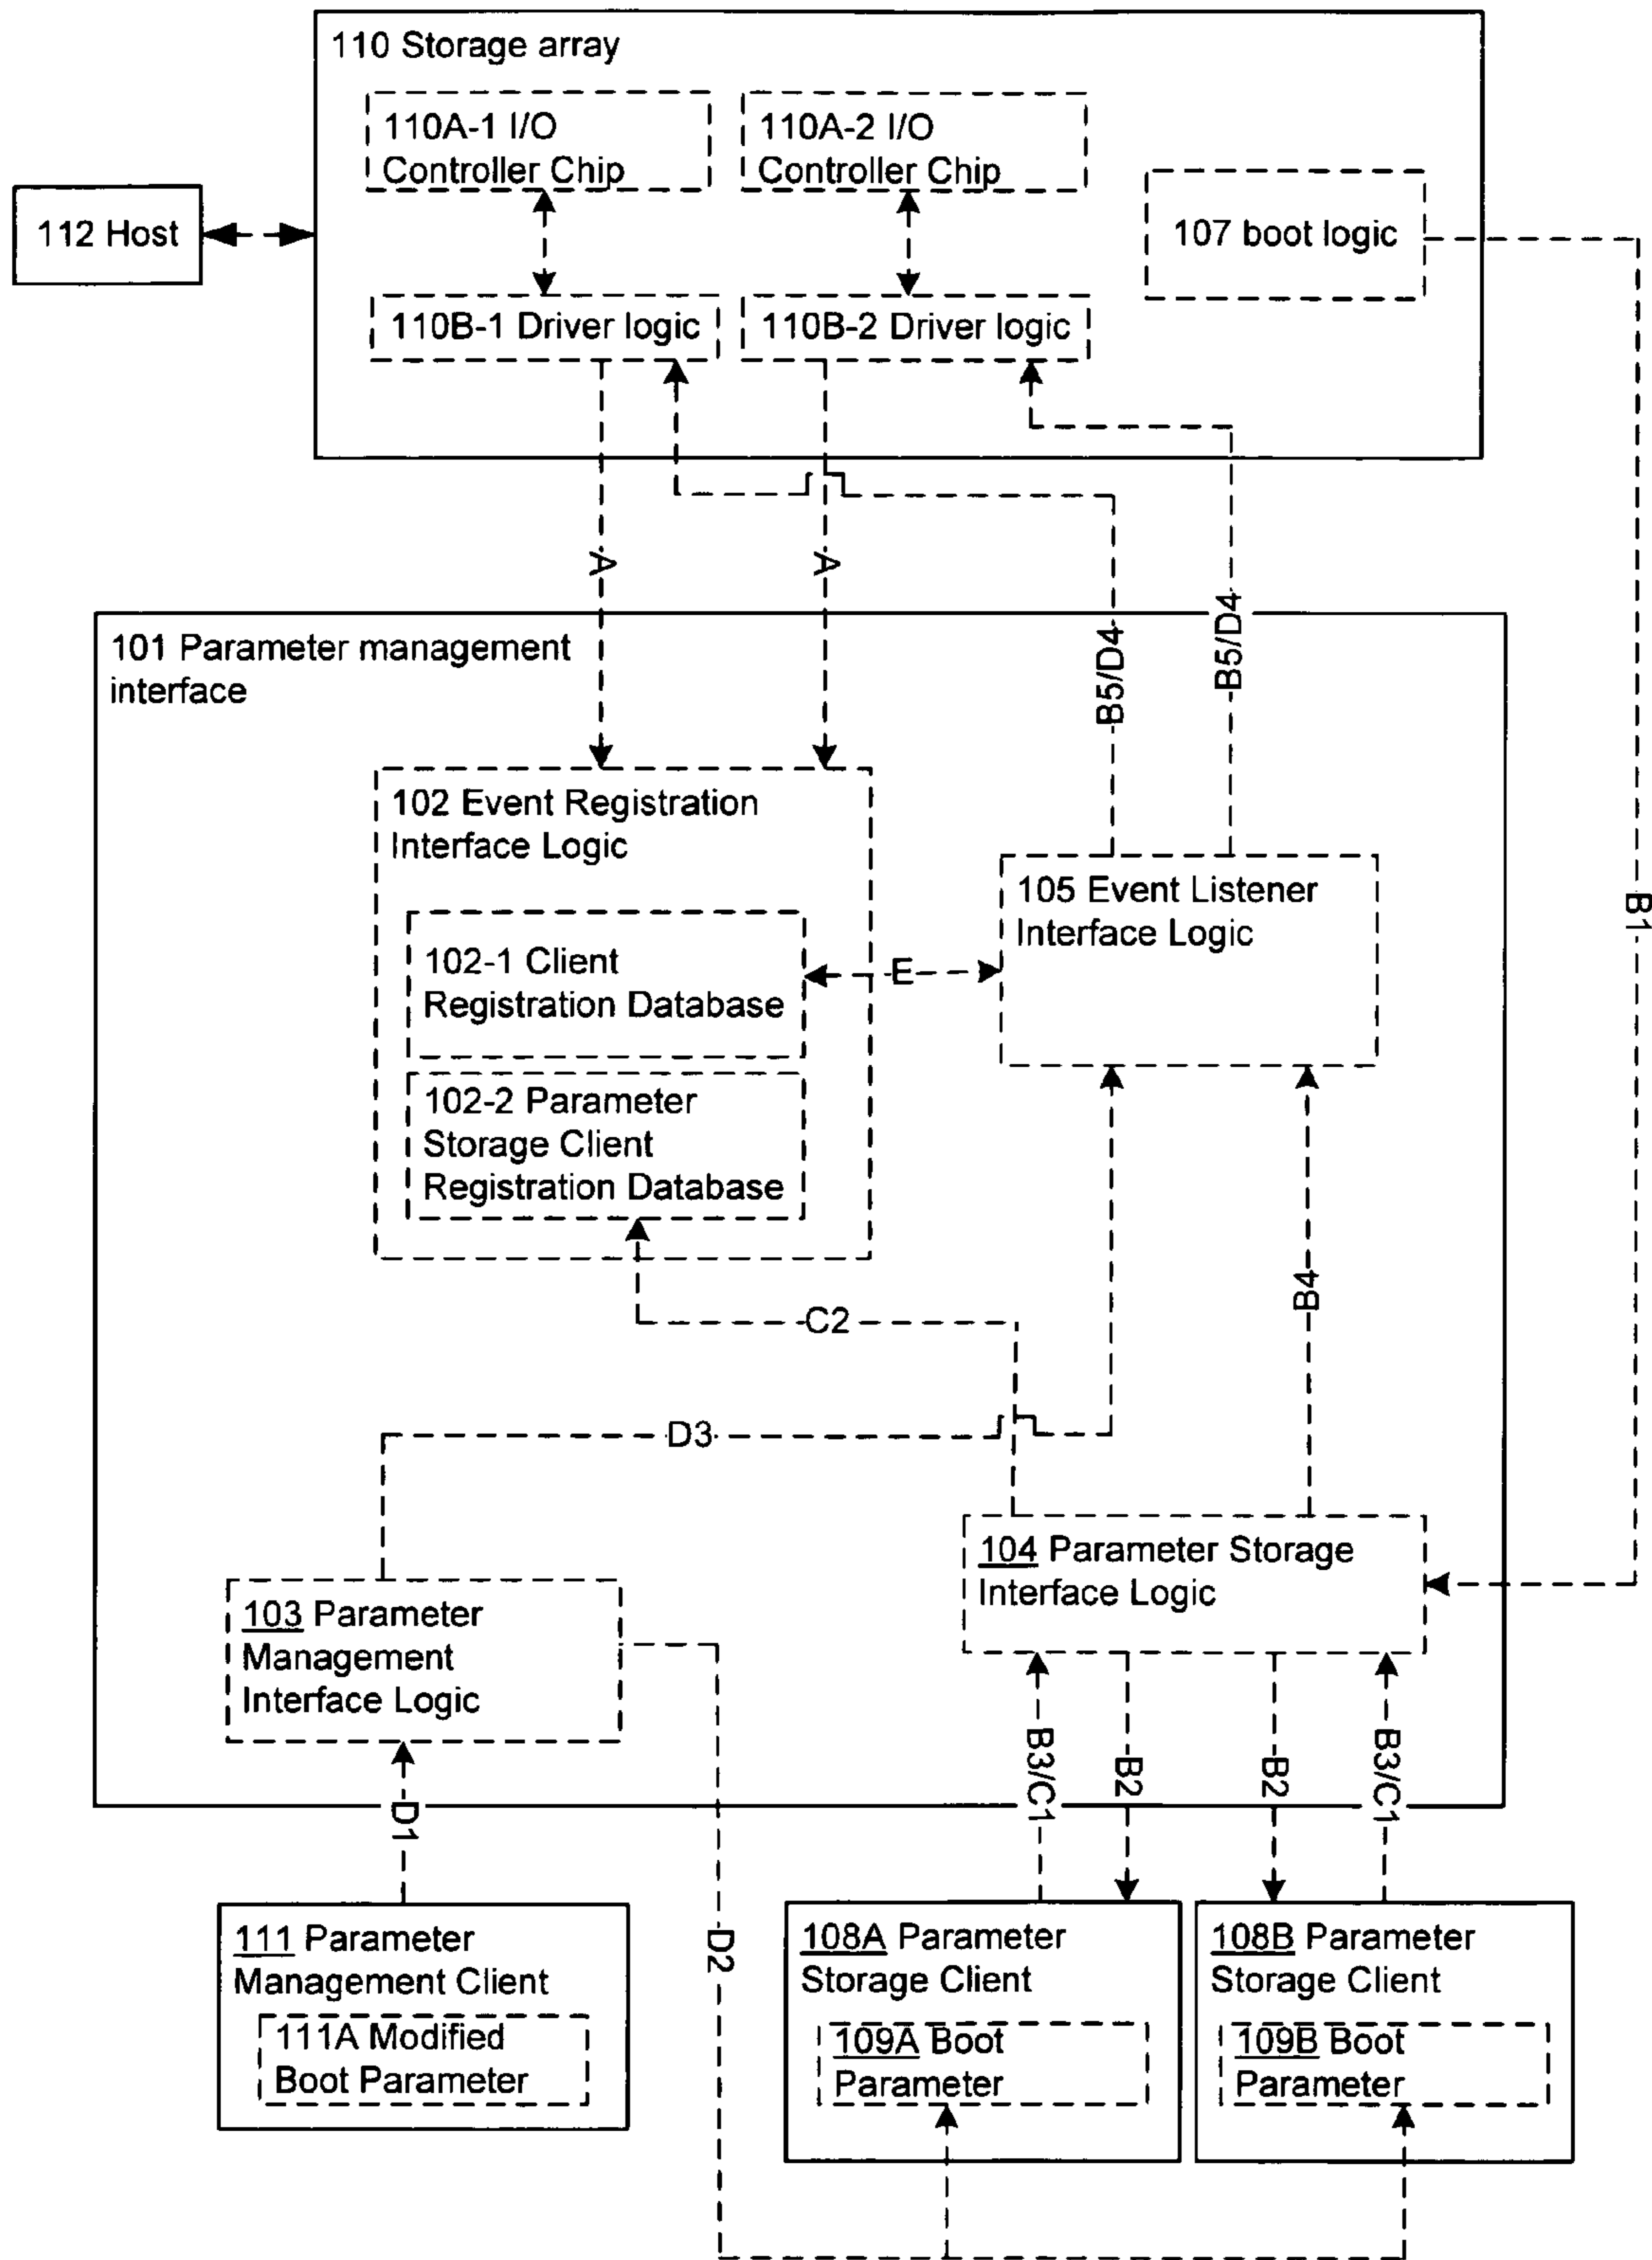 110 Storage array
110A-1 I/O
Controller Chip
110A-2 I/O
Controller Chip
112 Host
107 boot logic
110B-1 Driver logic
110B-2 Driver logic
A
A
B5/D4
B5/D4
101 Parameter management
interface
102 Event Registration
Interface Logic
105 Event Listener
Interface Logic
B1
102-1 Client
Registration Database
E
102-2 Parameter
Storage Client
Registration Database
C2
B4
D3
104 Parameter Storage
Interface Logic
103 Parameter
Management
Interface Logic
B3/C1
B2
B2
B3/C1
D1
D2
111 Parameter
Management Client
111A Modified
Boot Parameter
108A Parameter
Storage Client
109A Boot
Parameter
108B Parameter
Storage Client
109B Boot
Parameter